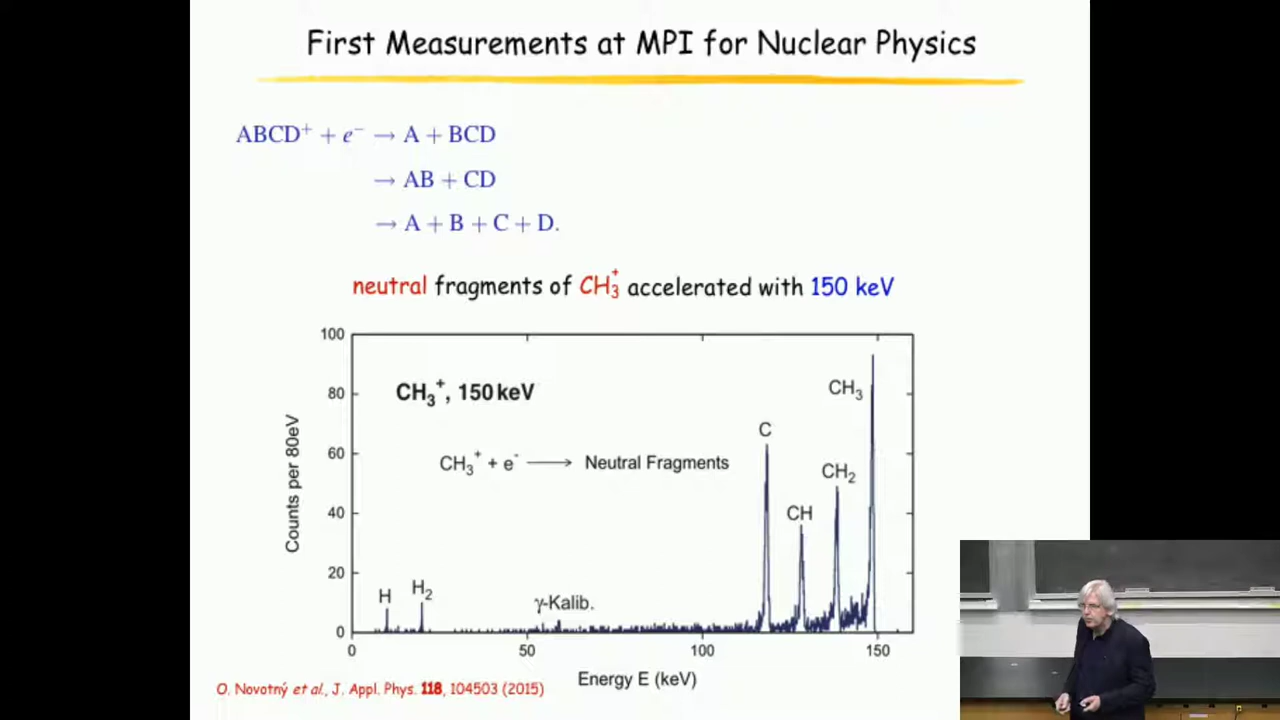 First Measurements at MPI for Nuclear Physics
ABCD⁺ + e⁻ → A + BCD
→ AB + CD
→ A + B + C + D.
neutral fragments of CH₃⁺ accelerated with 150 keV
100
80
60
40
20
0
Counts per 80eV
CH₃⁺, 150 keV
CH₃⁺ + e⁻ → Neutral Fragments
H
H₂
γ-Kalib.
C
CH
CH₂
CH₃
0 50 100 150
Energy E (keV)
O. Novotný et al., J. Appl. Phys. 118, 104503 (2015)